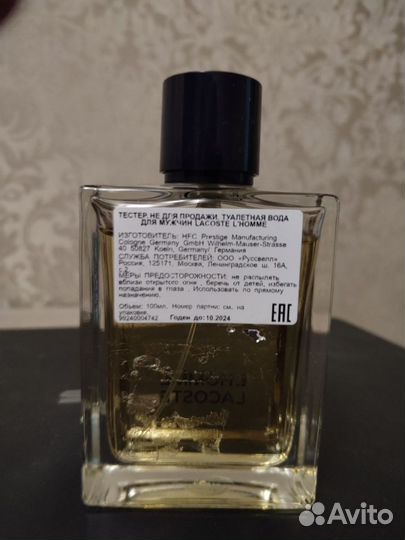 ТЕСТЕР. НЕ ДЛЯ ПРОДАЖИ. ТУАЛЕТНАЯ ВОДА
ДЛЯ МУЖЧИН LACOSTE L'HOMME
ИЗГОТОВИТЕЛЬ: HFC Prestige Manufacturing
Cologne Germany GmbH Wilhelm-Mauser-Strasse
40 50827 Koeln, Germany/ Германия
СЛУЖБА ПОТРЕБИТЕЛЕЙ: ООО «Руссвелл»
Россия, 125171, Москва, Ленинградское ш. 16А,
МЕРЫ ПРЕДОСТОРОЖНОСТИ: не распылять
вблизи открытого огня , беречь от детей, избегать
попадания в глаза . Использовать по прямому
назначению.
Объем: 100мл. Номер партии: см. на
упаковке.
99240004742 Годен до: 10.2024
EAC
L'HOMME
LACOSTE
Avito